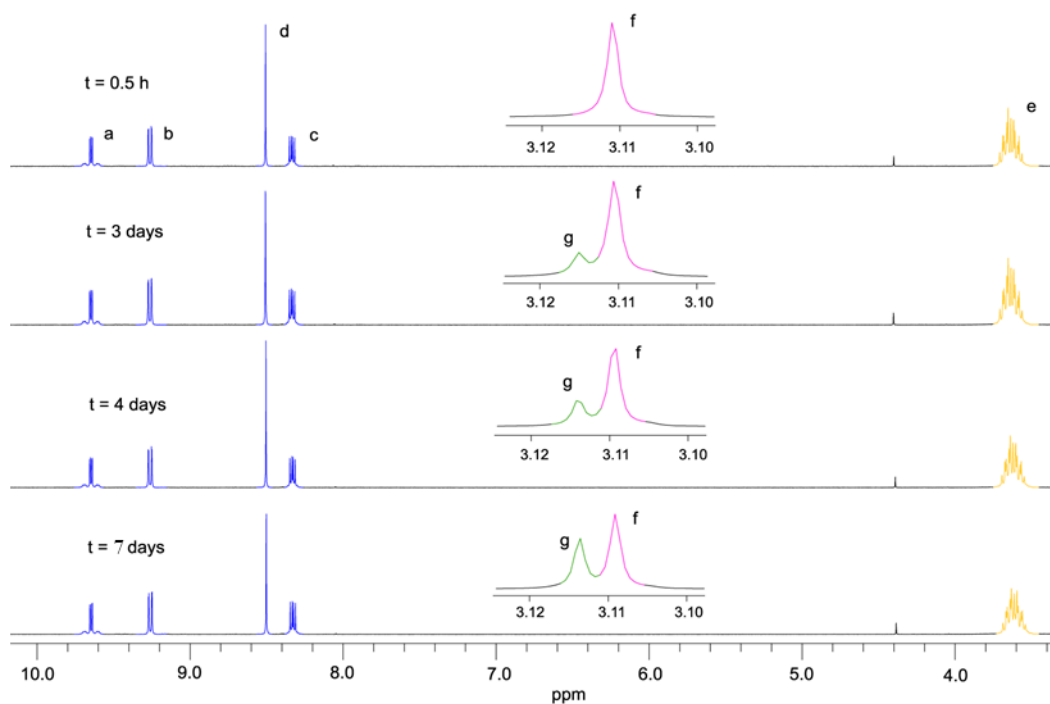 d
f
t = 0.5 h
a
b
c
e
3.12 3.11 3.10
f
g
t = 3 days
3.12 3.11 3.10
f
g
t = 4 days
3.12 3.11 3.10
f
g
t = 7 days
3.12 3.11 3.10
10.0 9.0 8.0 7.0 6.0 5.0 4.0
ppm